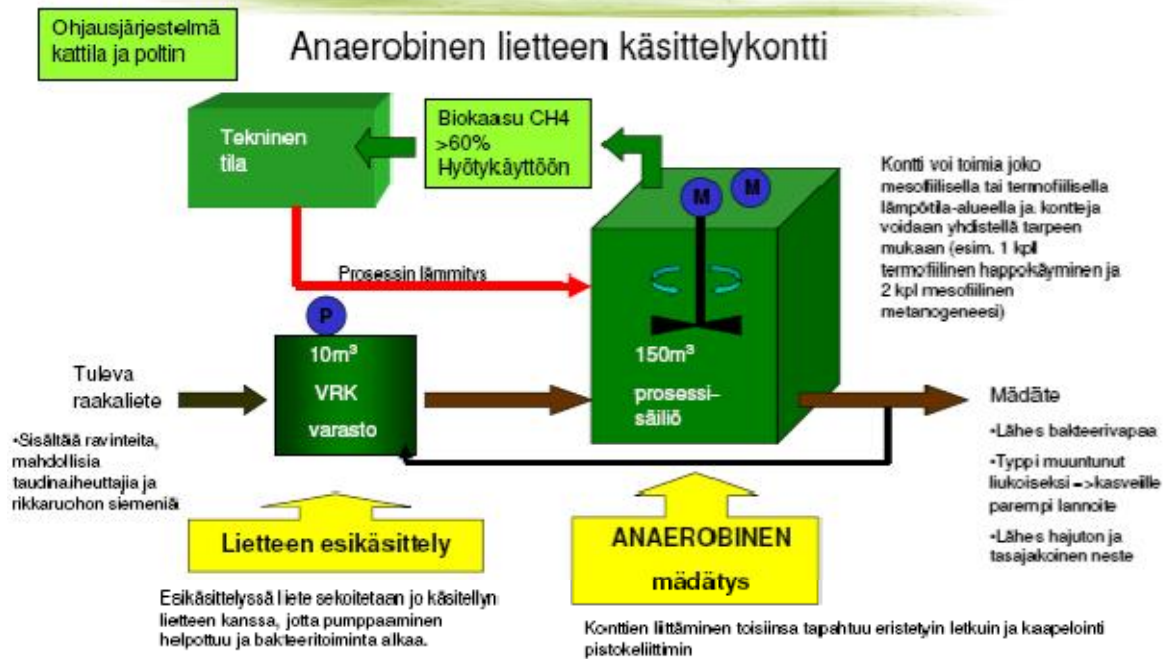 Ohjausjärjestelmä
kattila ja poltin
Anaerobinen lietteen käsittelykontti
Tekninen
tila
Biokaasu CH4
>60%
Hyötykäyttöön
M
M
Kontti voi toimia joko
mesofiilisella tai termofiilisella
lämpötila-alueella ja kontteja
voidaan yhdistellä tarpeen
mukaan (esim. 1 kpl
termofiilinen happokäyminen ja
2 kpl mesofiilinen
metanogeneesi)
Prosessin lämmitys
P
10m³
VRK
varasto
150m³
prosessi–
säiliö
Tuleva
raakaliete
•Sisältää ravinteita,
mahdollisia
taudinaiheuttajia ja
rikkaruohon siemeniä
Mädäte
•Lähes bakteerivapaa
•Typpi muuntunut
liukoiseksi –>kasveille
parempi lannoite
•Lähes hajuton ja
tasajakoinen neste
Lietteen esikäsittely
ANAEROBINEN
mädätys
Esikäsittelyssä liete sekoitetaan jo käsitellyn
lietteen kanssa, jotta pumppaaminen
helpottuu ja bakteeritoiminta alkaa.
Konttien liittäminen toisiinsa tapahtuu eristetyin letkuin ja kaapelointi
pistokeliittimin